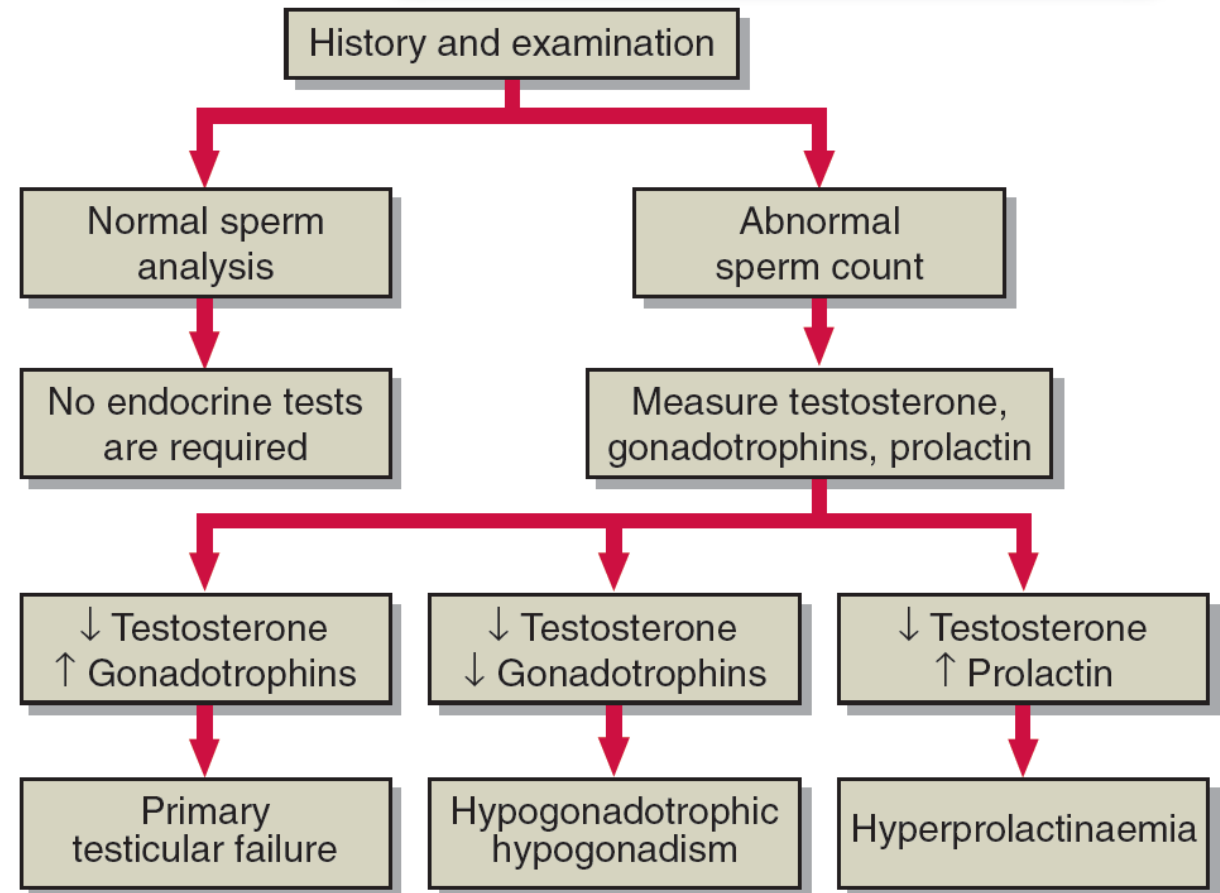 History and examination
Normal sperm
analysis
Abnormal
sperm count
No endocrine tests
are required
Measure testosterone,
gonadotrophins, prolactin
↓ Testosterone
↑ Gonadotrophins
↓ Testosterone
↓ Gonadotrophins
↓ Testosterone
↑ Prolactin
Primary
testicular failure
Hypogonadotrophic
hypogonadism
Hyperprolactinaemia